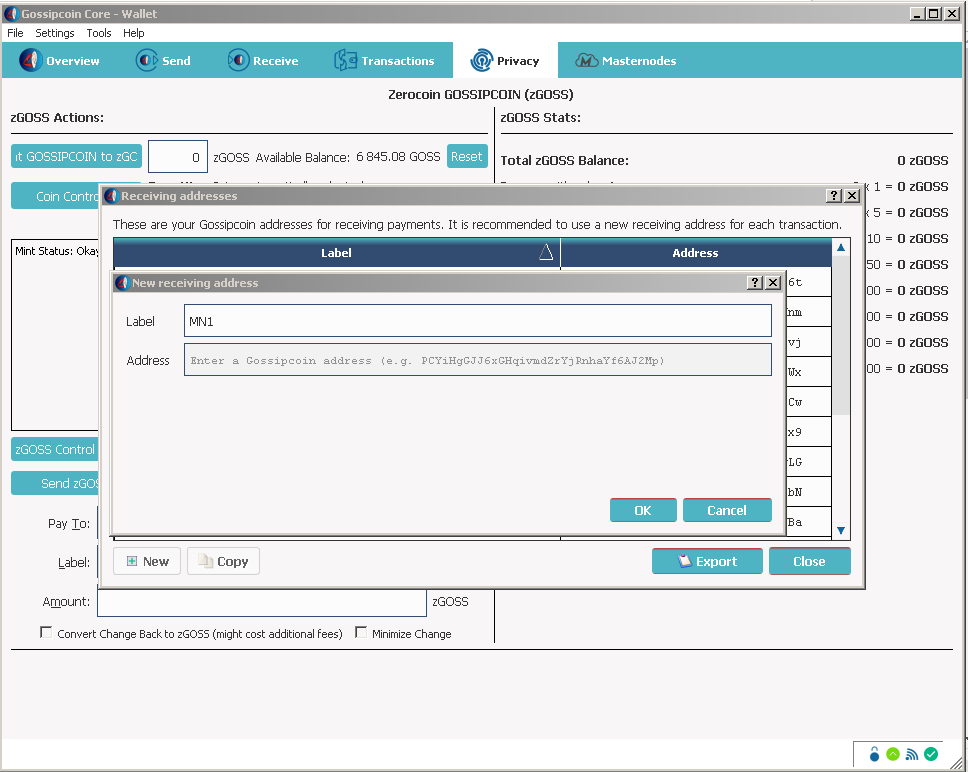 Gossipcoin Core - Wallet
File Settings Tools Help
Overview Send Receive Transactions Privacy Masternodes
Zerocoin GOSSIPCOIN (zGOSS)
zGOSS Actions: zGOSS Stats:
GOSSIPCOIN to zGC 0 zGOSS Available Balance: 6 845.08 GOSS Reset
Total zGOSS Balance: 0 zGOSS
Coin Contro
x 1 = 0 zGOSS
x 5 = 0 zGOSS
10 = 0 zGOSS
50 = 0 zGOSS
00 = 0 zGOSS
00 = 0 zGOSS
00 = 0 zGOSS
00 = 0 zGOSS
Mint Status: Okay
Receiving addresses
These are your Gossipcoin addresses for receiving payments. It is recommended to use a new receiving address for each transaction.
Label Address
6t
nm
vj
Wx
Cw
x9
LG
bN
Ba
New receiving address
Label MN1
Address Enter a Gossipcoin address (e.g. PCYiHgGJJ6xGHqivmdZrYjRnhaYf6AJ2Mp)
OK Cancel
New Copy Export Close
zGOSS Control
Send zGOS
Pay To:
Label:
Amount: zGOSS
Convert Change Back to zGOSS (might cost additional fees) Minimize Change